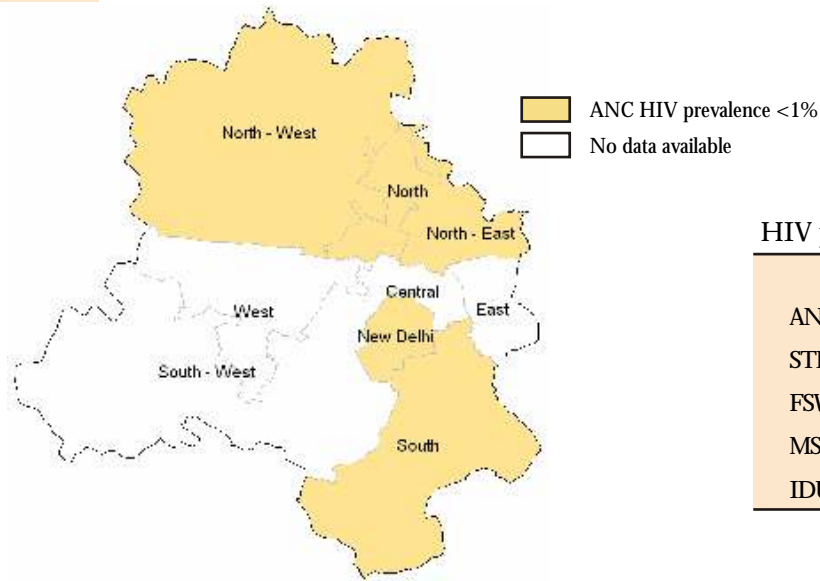 ANC HIV prevalence <1%
No data available
North - West
North
North - East
Central
West
East
New Delhi
South - West
South
HIV
AN
STI
FSW
MS
IDU